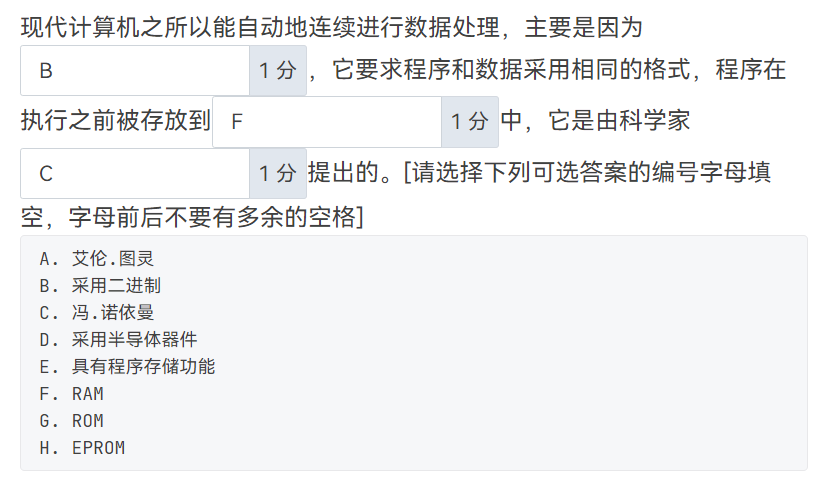 现代计算机之所以能自动地连续进行数据处理，主要是因为
B 1 分 ，它要求程序和数据采用相同的格式，程序在
执行之前被存放到 F 1 分 中，它是由科学家
C 1 分 提出的。[请选择下列可选答案的编号字母填
空，字母前后不要有多余的空格]
A. 艾伦.图灵
B. 采用二进制
C. 冯.诺依曼
D. 采用半导体器件
E. 具有程序存储功能
F. RAM
G. ROM
H. EPROM